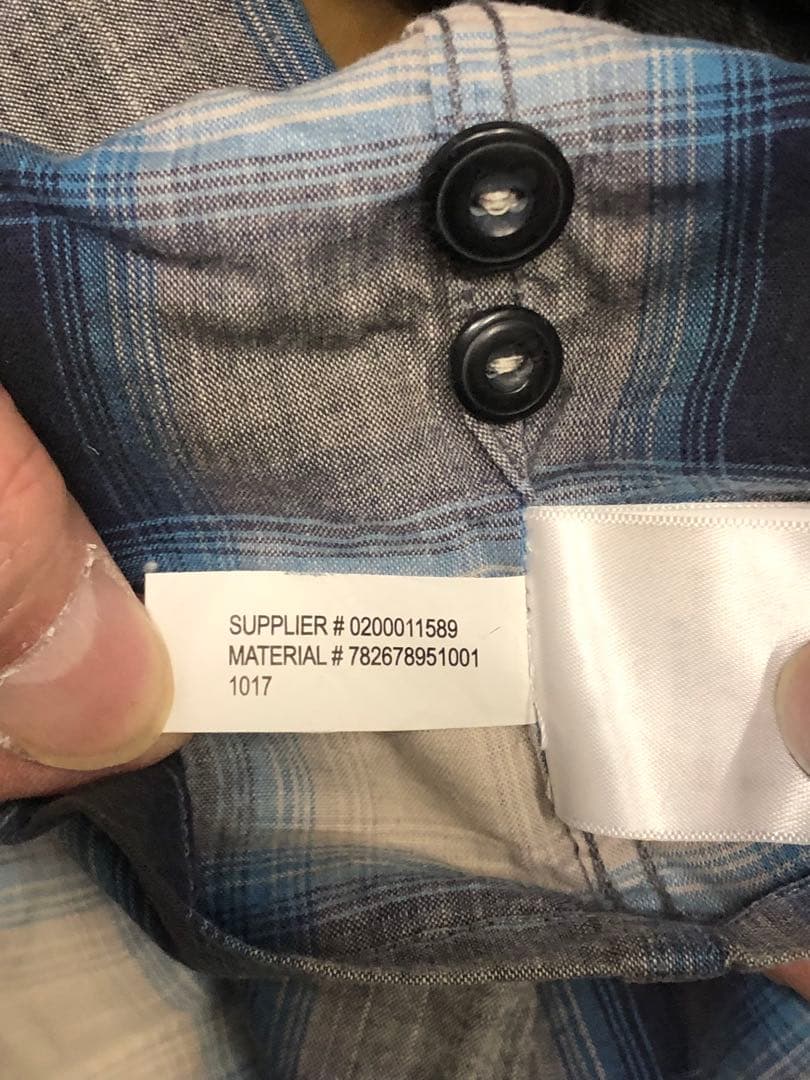 SUPPLIER # 0200011589
MATERIAL # 782678951001
1017